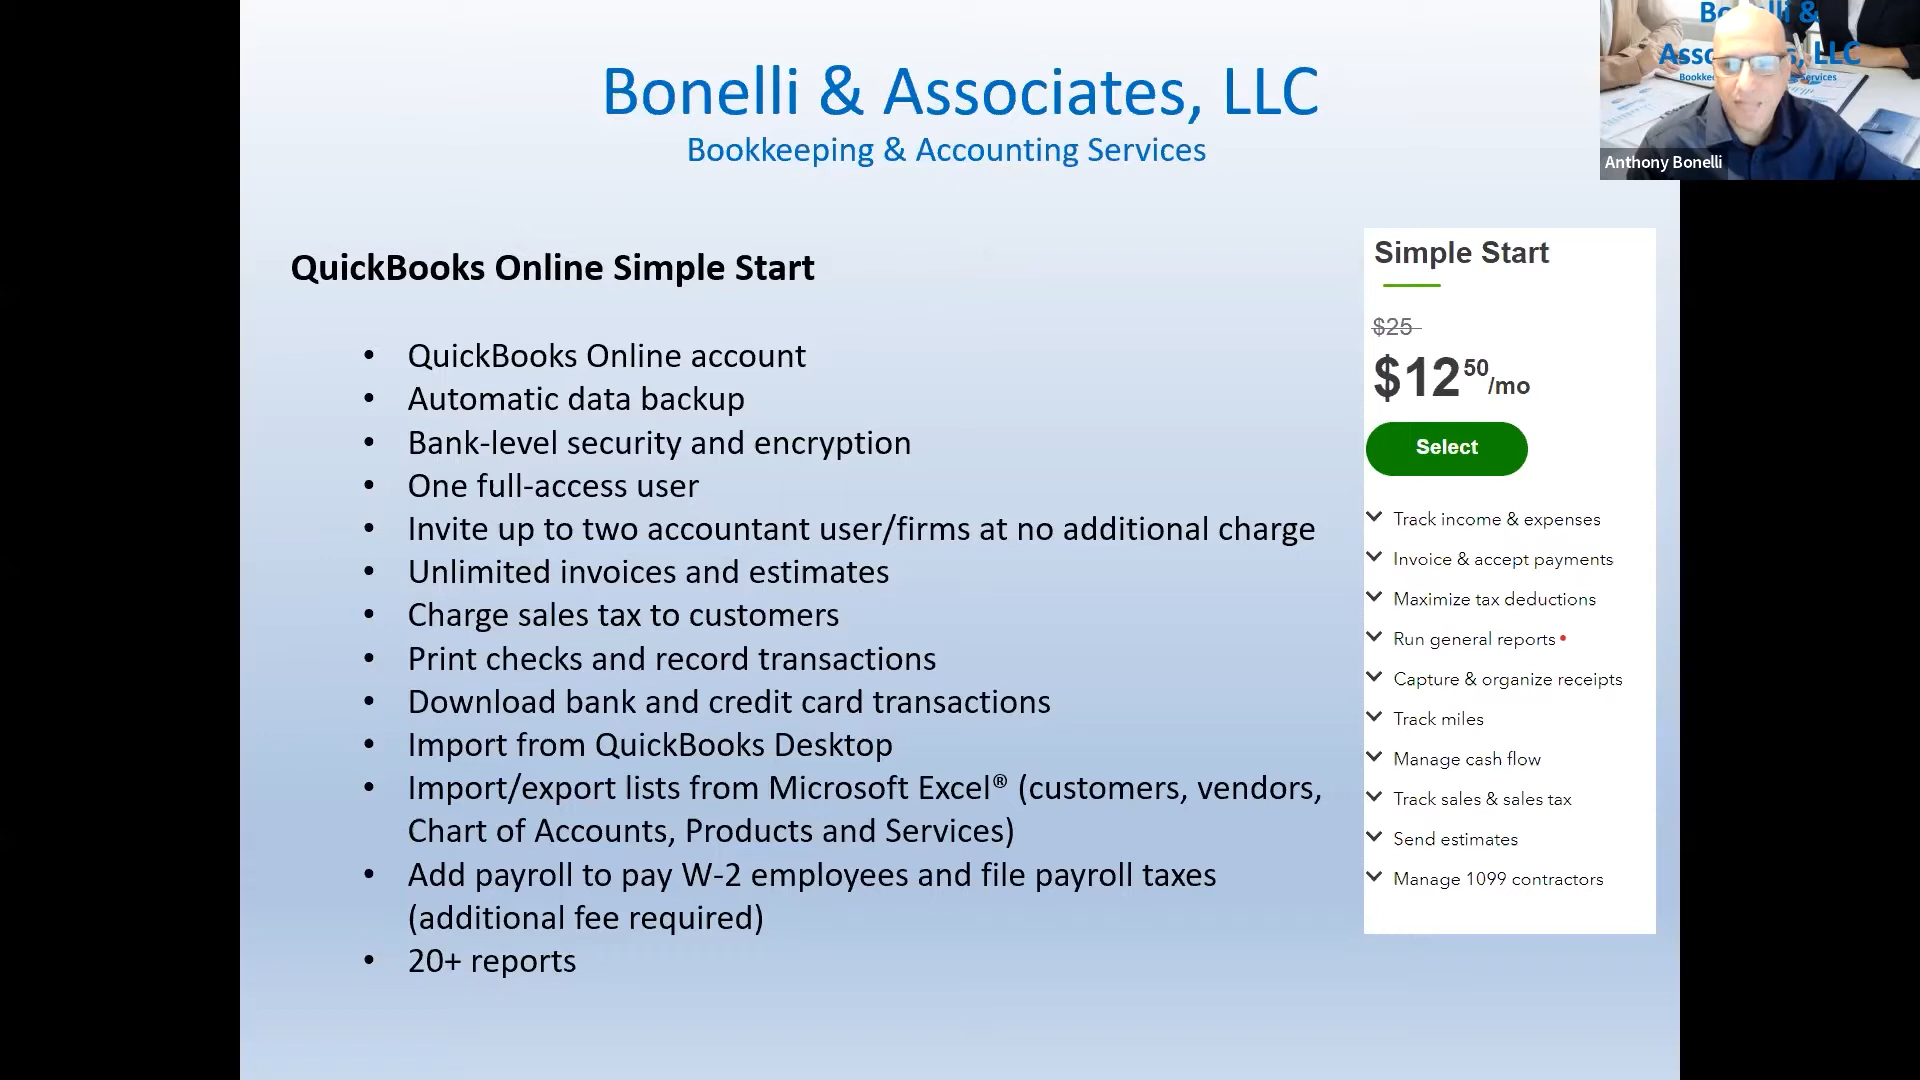 Bonelli & Associates, LLC
Bookkeeping & Accounting Services
Anthony Bonelli
QuickBooks Online Simple Start
• QuickBooks Online account
• Automatic data backup
• Bank-level security and encryption
• One full-access user
• Invite up to two accountant user/firms at no additional charge
• Unlimited invoices and estimates
• Charge sales tax to customers
• Print checks and record transactions
• Download bank and credit card transactions
• Import from QuickBooks Desktop
• Import/export lists from Microsoft Excel® (customers, vendors,
Chart of Accounts, Products and Services)
• Add payroll to pay W-2 employees and file payroll taxes
(additional fee required)
• 20+ reports
Simple Start
$25
$12 50/mo
Select
Track income & expenses
Invoice & accept payments
Maximize tax deductions
Run general reports
Capture & organize receipts
Track miles
Manage cash flow
Track sales & sales tax
Send estimates
Manage 1099 contractors